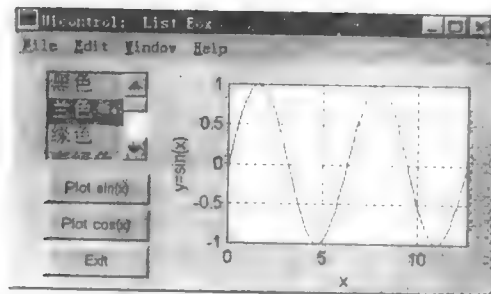 Uicontrol: List Box
File Edit Window Help
黑色
兰色
绿色
Plot sin(x)
Plot cos(x)
Exit
y=sin(x)
1
0.5
0
-0.5
-1
0
5
10
x